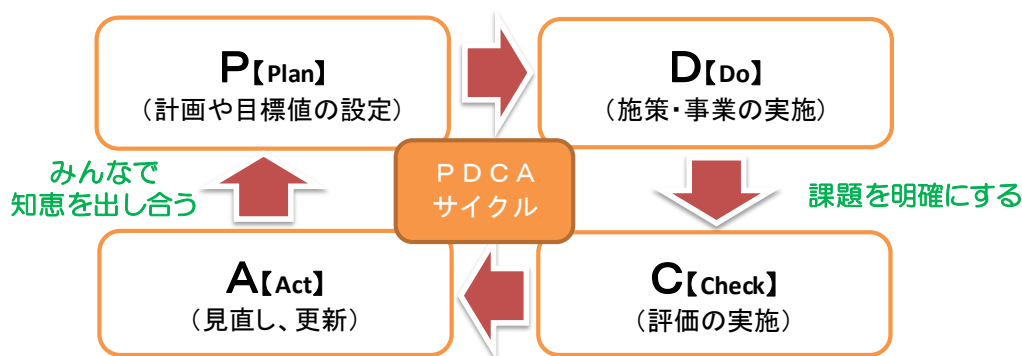 P【Plan】
（計画や目標値の設定）
D【Do】
（施策・事業の実施）
みんなで
知恵を出し合う
PDCA
サイクル
課題を明確にする
A【Act】
（見直し、更新）
C【Check】
（評価の実施）